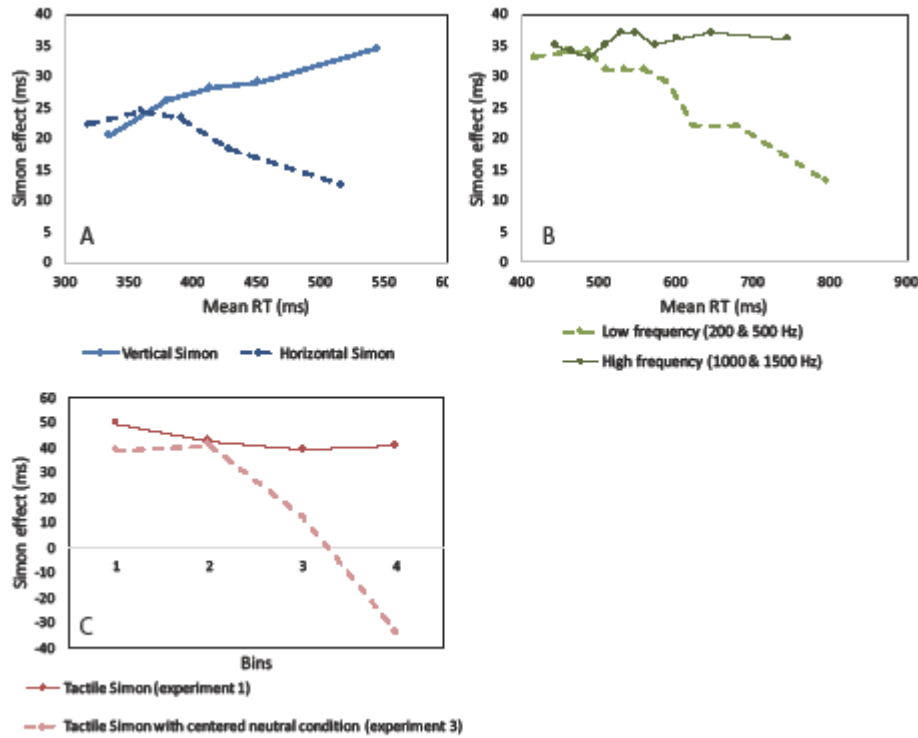 Simon effect (ms)
40
35
30
25
20
15
10
5
0
A
300 350 400 450 500 550
Mean RT (ms)
Vertical Simon Horizontal Simon
Simon effect (ms)
40
35
30
25
20
15
10
5
0
B
400 500 600 700 800 900
Mean RT (ms)
Low frequency (200 & 500 Hz)
High frequency (1000 & 1500 Hz)
Simon effect (ms)
60
50
40
30
20
10
0
-10
-20
-30
-40
1 2 3 4
C
Bins
Tactile Simon (experiment 1)
Tactile Simon with centered neutral condition (experiment 3)